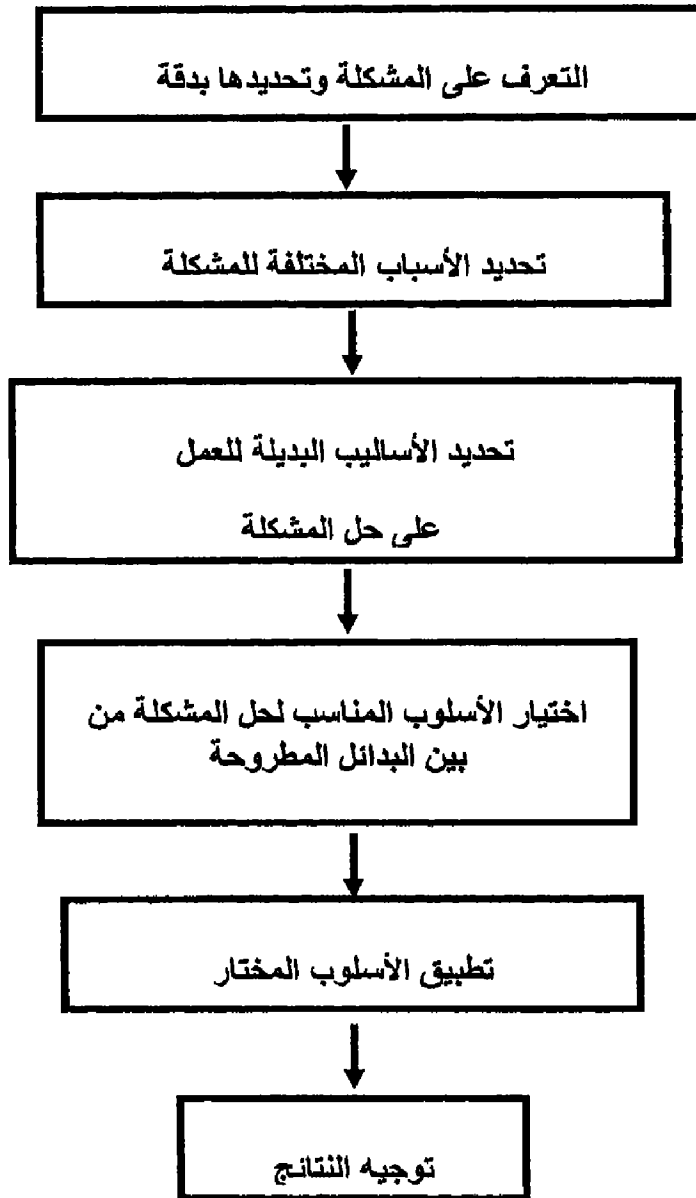 التعرف على المشكلة وتحديدها بدقة
تحديد الأسباب المختلفة للمشكلة
تحديد الأساليب البديلة للعمل
على حل المشكلة
اختيار الأسلوب المناسب لحل المشكلة من
بين البدائل المطروحة
تطبيق الأسلوب المختار
توجيه النتائج